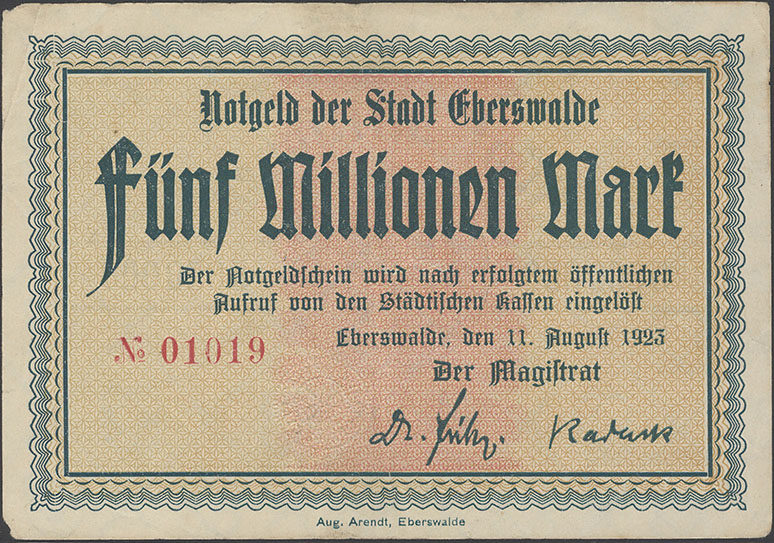 Notgeld der Stadt Eberswalde
Fünf Millionen Mark
Der Notgeldſchein wird nach erfolgtem öffentlichen
Aufruf von den Städtiſchen Kaſſen eingelöſt
№ 01019
Eberswalde, den 11. Auguſt 1923
Der Magiſtrat
Dr.
Aug. Arendt, Eberswalde